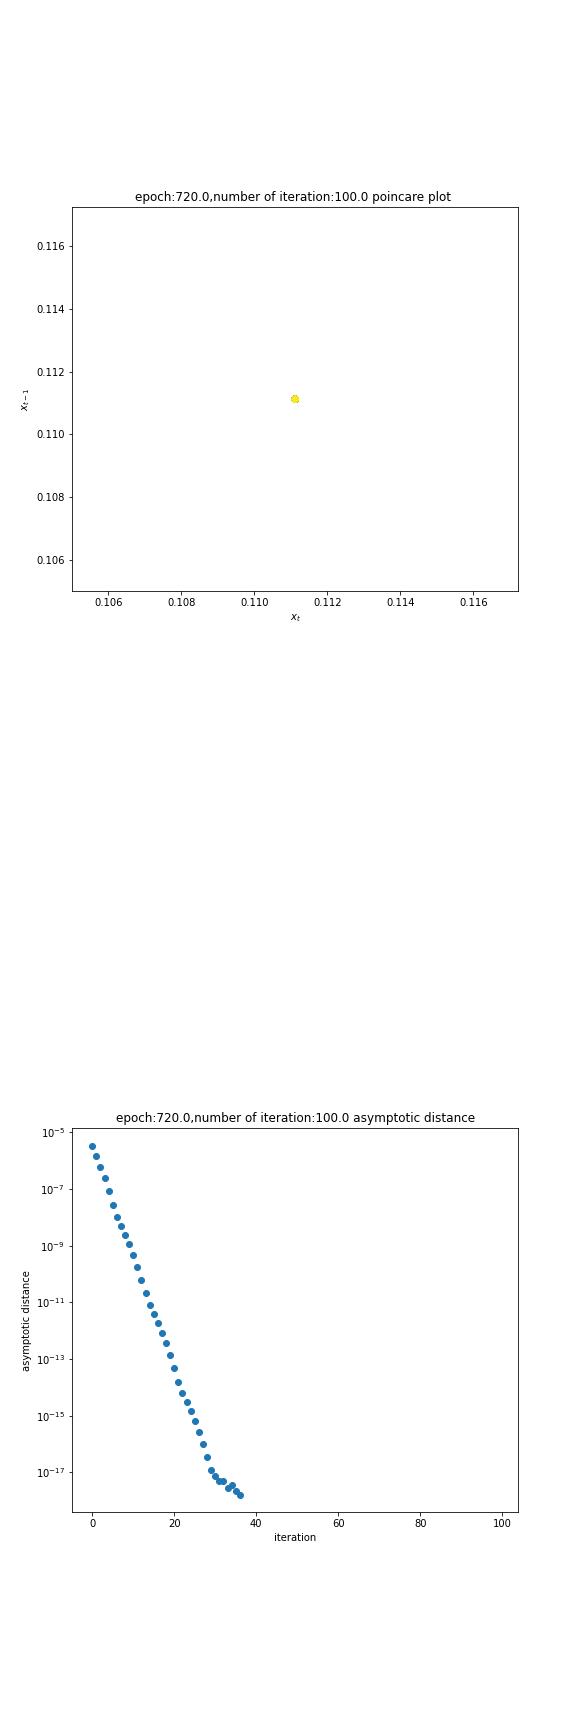 epoch:720.0,number of iteration:100.0 poincare plot
0.116
0.114
0.112
0.110
0.108
0.106
x_{t-1}
0.106 0.108 0.110 0.112 0.114 0.116
x_t
epoch:720.0,number of iteration:100.0 asymptotic distance
10^{-5}
10^{-7}
10^{-9}
10^{-11}
10^{-13}
10^{-15}
10^{-17}
asymptotic distance
0 20 40 60 80 100
iteration